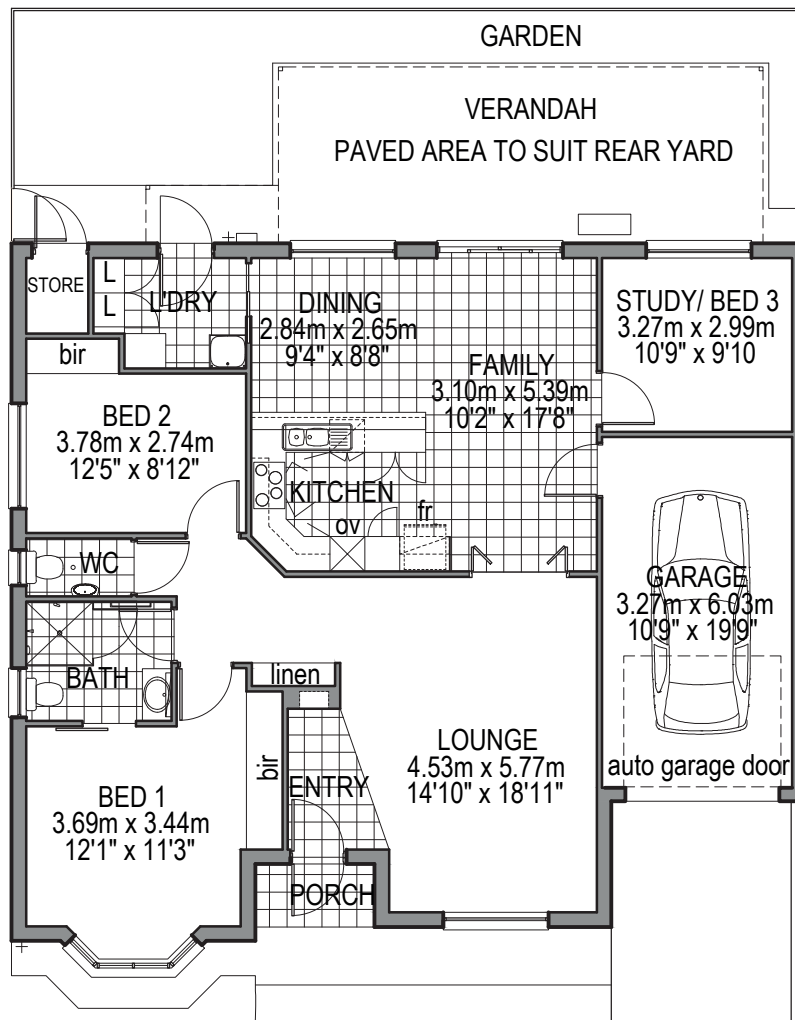 GARDEN
VERANDAH
PAVED AREA TO SUIT REAR YARD
STORE
L
L
L'DRY
bir
DINING
2.84m x 2.65m
9'4" x 8'8"
FAMILY
3.10m x 5.39m
10'2" x 17'8"
STUDY/ BED 3
3.27m x 2.99m
10'9" x 9'10
BED 2
3.78m x 2.74m
12'5" x 8'12"
KITCHEN
ov
fr
WC
BATH
linen
GARAGE
3.27m x 6.03m
10'9" x 19'9"
auto garage door
LOUNGE
4.53m x 5.77m
14'10" x 18'11"
ENTRY
bir
BED 1
3.69m x 3.44m
12'1" x 11'3"
PORCH